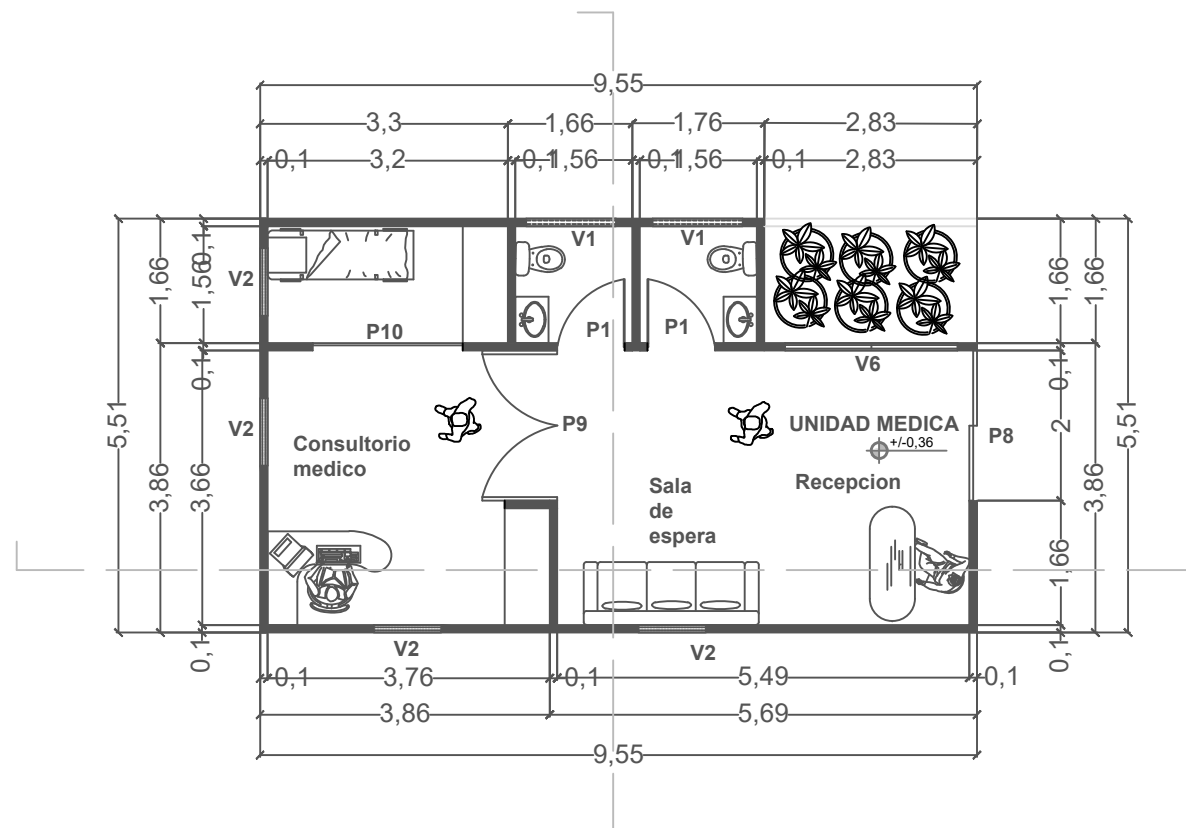 9,55
3,3
1,66
1,76
2,83
0,1
3,2
0,1
1,56
0,1
1,56
0,1
2,83
V1
V1
0,1
1,56
1,66
V2
P10
P1
P1
V6
1,66
1,66
0,1
0,1
5,51
3,86
3,66
V2
Consultorio
medico
P9
UNIDAD MEDICA
+/-0,36
Recepcion
P8
2
3,86
5,51
Sala
de
espera
1,66
0,1
0,1
V2
V2
0,1
3,76
0,1
5,49
0,1
3,86
5,69
9,55